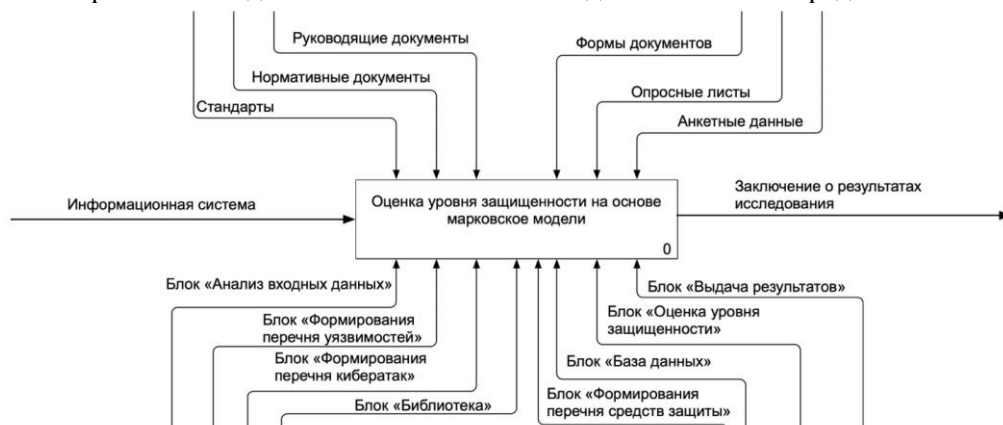 Руководящие документы
Формы документов
Нормативные документы
Опросные листы
Стандарты
Анкетные данные
Информационная система
Оценка уровня защищенности на основе
марковское модели
0
Заключение о результатах
исследования
Блок «Анализ входных данных»
Блок «Выдача результатов»
Блок «Формирования
перечня уязвимостей»
Блок «Оценка уровня
защищенности»
Блок «Формирования
перечня кибератак»
Блок «База данных»
Блок «Библиотека»
Блок «Формирования
перечня средств защиты»